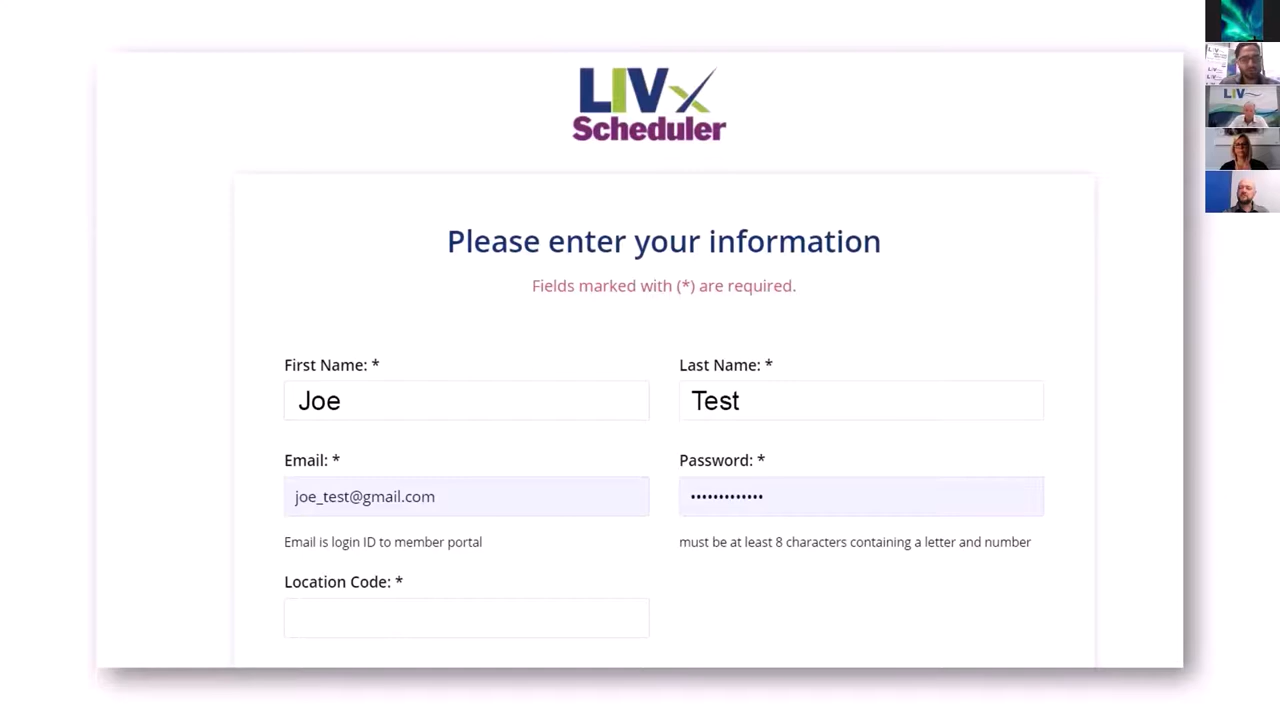 LIVx
Scheduler
Please enter your information
Fields marked with (*) are required.
First Name: *
Last Name: *
Joe
Test
Email: *
Password: *
joe_test@gmail.com
•••••••••••••
Email is login ID to member portal
must be at least 8 characters containing a letter and number
Location Code: *
LIV